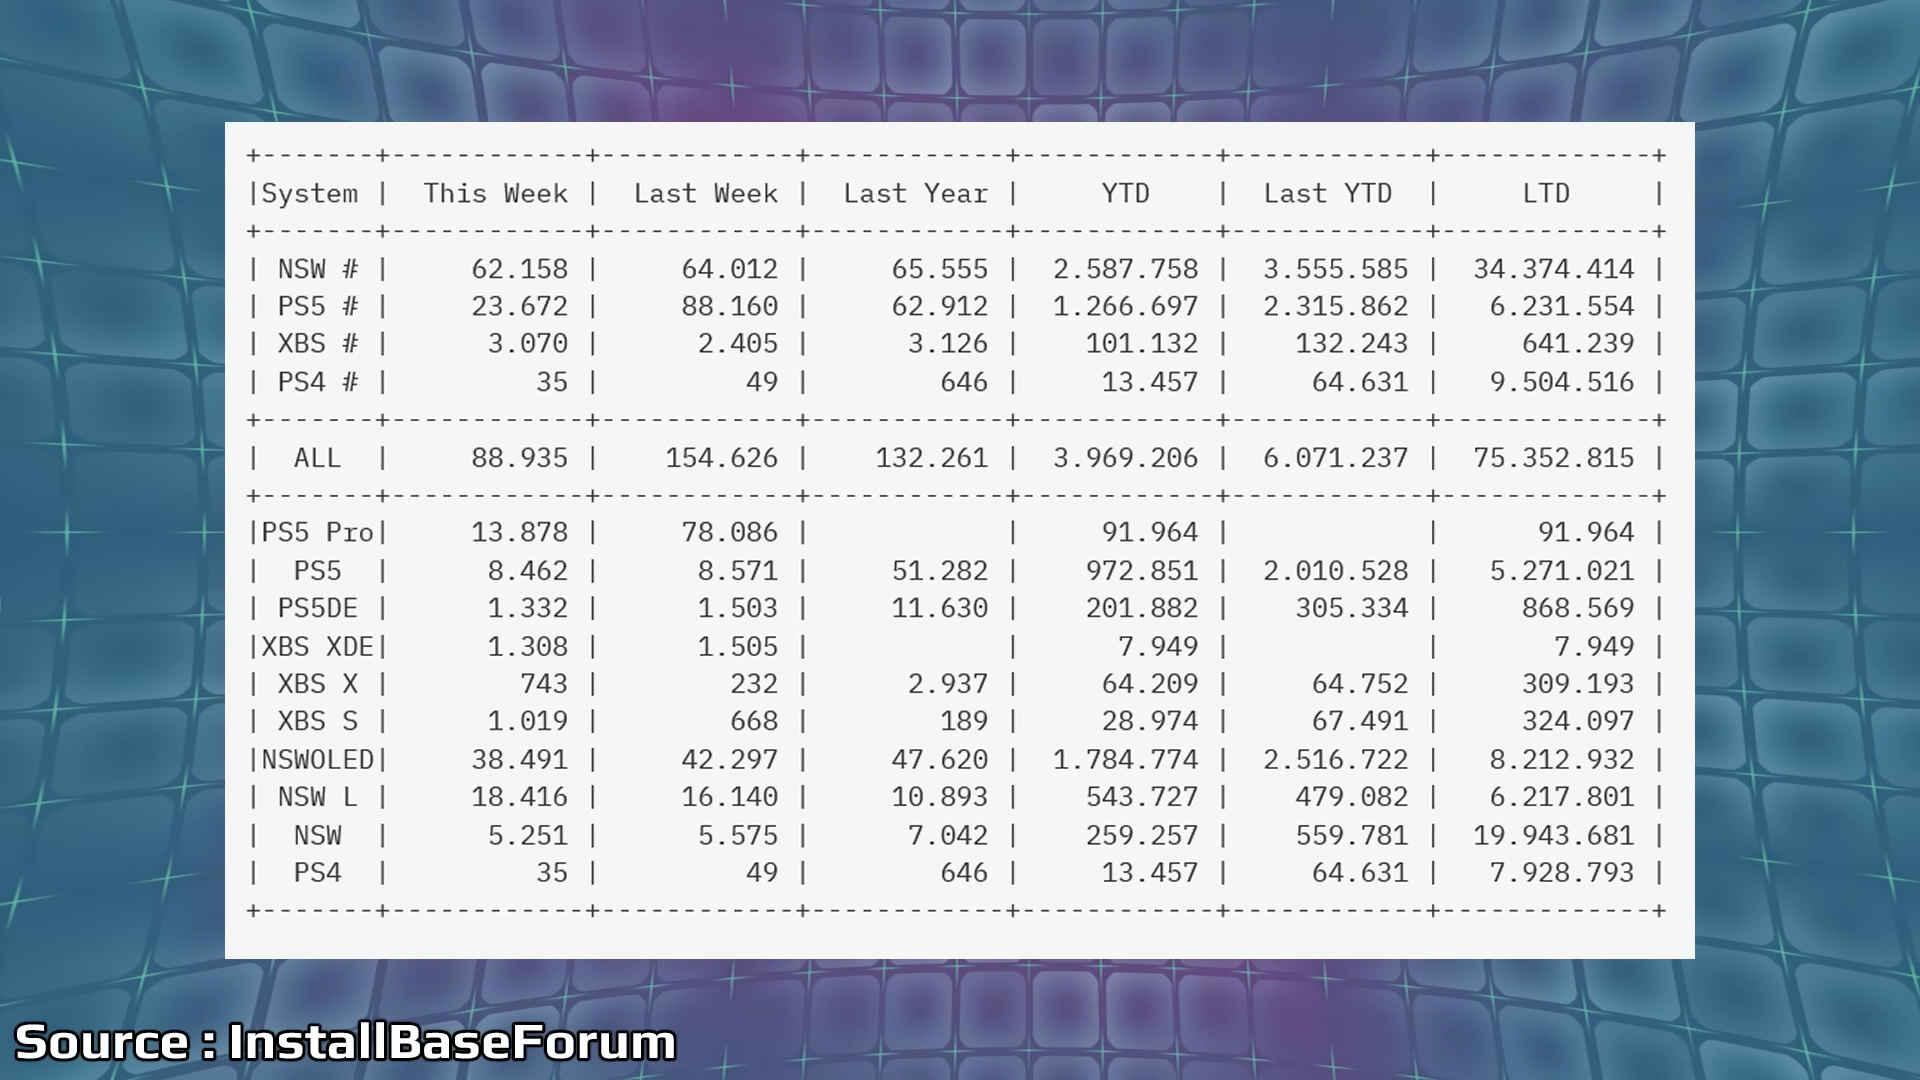 +-------+------------+------------+------------+------------+------------+-------------+
|System |  This Week |  Last Week |  Last Year |     YTD    |  Last YTD  |     LTD     |
+-------+------------+------------+------------+------------+------------+-------------+
| NSW # |     62.158 |     64.012 |     65.555 |  2.587.758 |  3.555.585 |  34.374.414 |
| PS5 # |     23.672 |     88.160 |     62.912 |  1.266.697 |  2.315.862 |   6.231.554 |
| XBS # |      3.070 |      2.405 |      3.126 |    101.132 |    132.243 |     641.239 |
| PS4 # |         35 |         49 |        646 |     13.457 |     64.631 |   9.504.516 |
+-------+------------+------------+------------+------------+------------+-------------+
|  ALL  |     88.935 |    154.626 |    132.261 |  3.969.206 |  6.071.237 |  75.352.815 |
+-------+------------+------------+------------+------------+------------+-------------+
|PS5 Pro|     13.878 |     78.086 |            |     91.964 |            |      91.964 |
|  PS5  |      8.462 |      8.571 |     51.282 |    972.851 |  2.010.528 |   5.271.021 |
| PS5DE |      1.332 |      1.503 |     11.630 |    201.882 |    305.334 |     868.569 |
|XBS XDE|      1.308 |      1.505 |            |      7.949 |            |       7.949 |
| XBS X |        743 |        232 |      2.937 |     64.209 |     64.752 |     309.193 |
| XBS S |      1.019 |        668 |        189 |     28.974 |     67.491 |     324.097 |
|NSWOLED|     38.491 |     42.297 |     47.620 |  1.784.774 |  2.516.722 |   8.212.932 |
| NSW L |     18.416 |     16.140 |     10.893 |    543.727 |    479.082 |   6.217.801 |
|  NSW  |      5.251 |      5.575 |      7.042 |    259.257 |    559.781 |  19.943.681 |
|  PS4  |         35 |         49 |        646 |     13.457 |     64.631 |   7.928.793 |
+-------+------------+------------+------------+------------+------------+-------------+
Source : InstallBaseForum